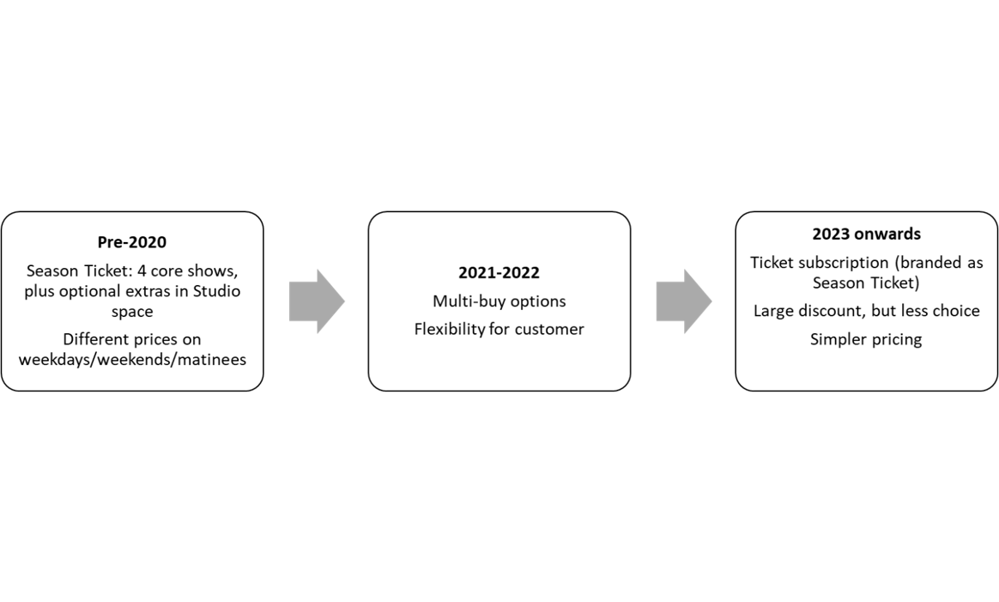 Pre-2020
Season Ticket: 4 core shows,
plus optional extras in Studio
space
Different prices on
weekdays/weekends/matinees
2021-2022
Multi-buy options
Flexibility for customer
2023 onwards
Ticket subscription (branded as
Season Ticket)
Large discount, but less choice
Simpler pricing